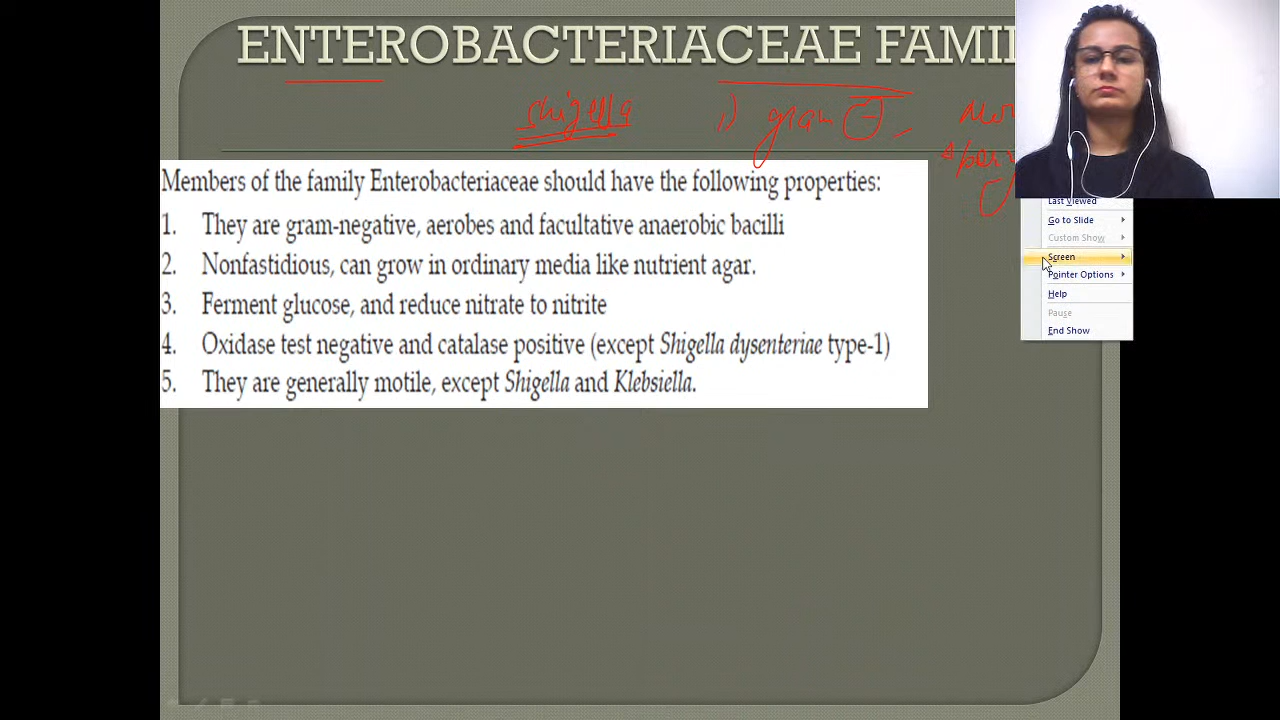 ENTEROBACTERIACEAE FAMIL
Shigella 1) gram ⊖,
Members of the family Enterobacteriaceae should have the following properties:
1. They are gram-negative, aerobes and facultative anaerobic bacilli
2. Nonfastidious, can grow in ordinary media like nutrient agar.
3. Ferment glucose, and reduce nitrate to nitrite
4. Oxidase test negative and catalase positive (except Shigella dysenteriae type-1)
5. They are generally motile, except Shigella and Klebsiella.
Last Viewed
Go to Slide
Custom Show
Screen
Pointer Options
Help
Pause
End Show